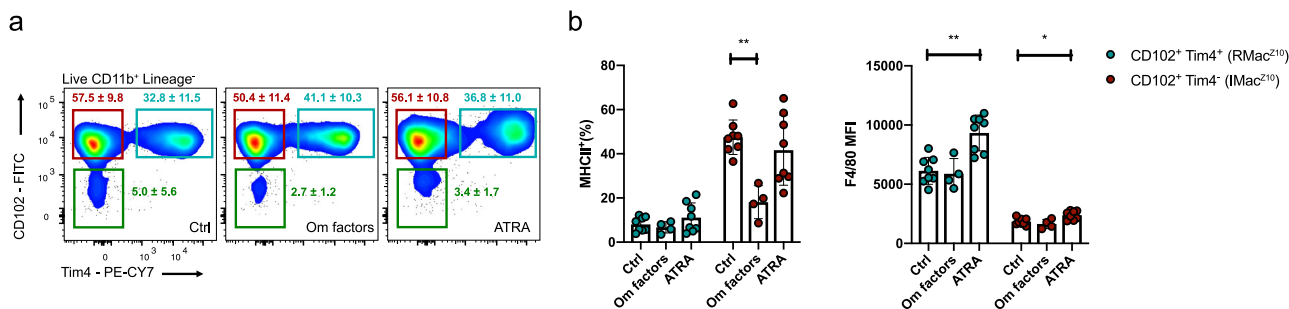 a
Live CD11b⁺ Lineage⁻
57.5 ± 9.8 32.8 ± 11.5
50.4 ± 11.4 41.1 ± 10.3
56.1 ± 10.8 36.8 ± 11.0
10⁵
10⁴
10³
0
CD102 - FITC
5.0 ± 5.6
2.7 ± 1.2
3.4 ± 1.7
Ctrl
Om factors
ATRA
0 10³ 10⁴
Tim4 - PE-CY7
b
**
80
60
40
20
0
MHCII⁺(%)
Ctrl
Om factors
ATRA
Ctrl
Om factors
ATRA
** *
15000
10000
5000
0
F4/80 MFI
Ctrl
Om factors
ATRA
Ctrl
Om factors
ATRA
CD102⁺ Tim4⁺ (RMacᶻ¹⁰)
CD102⁺ Tim4⁻ (IMacᶻ¹⁰)